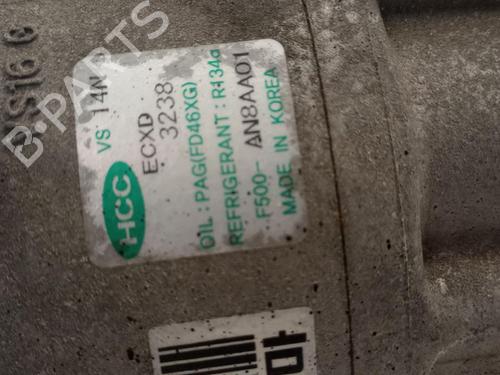 VS 14N
HCC
ECXD
3238
OIL : PAG(FD46XG)
REFRIGERANT : R134a
F500-AN8AA01
MADE IN KOREA
B-PARTS